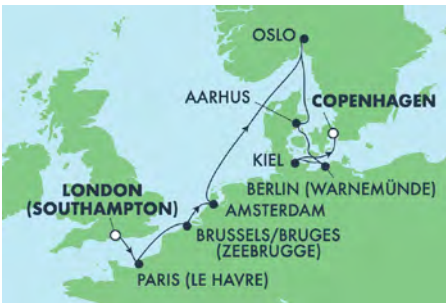 OSLO
AARHUS
COPENHAGEN
KIEL
BERLIN (WARNEMÜNDE)
LONDON
(SOUTHAMPTON)
AMSTERDAM
BRUSSELS/BRUGES
(ZEEBRUGGE)
PARIS (LE HAVRE)